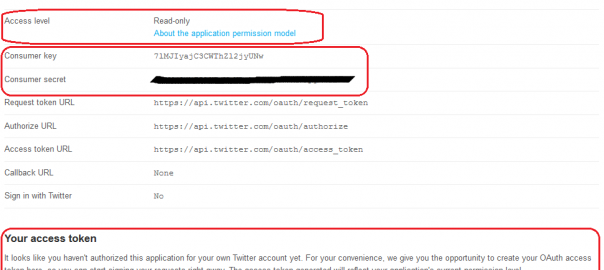 Access level Read-only
About the application permission model
Consumer key 7lMJIyajC3CWThZl2jyUNw
Consumer secret
Request token URL https://api.twitter.com/oauth/request_token
Authorize URL https://api.twitter.com/oauth/authorize
Access token URL https://api.twitter.com/oauth/access_token
Callback URL None
Sign in with Twitter No
Your access token
It looks like you haven't authorized this application for your own Twitter account yet. For your convenience, we give you the opportunity to create your OAuth access
token here, so you can start signing your requests right away. The access token generated will reflect your application's current permission level.